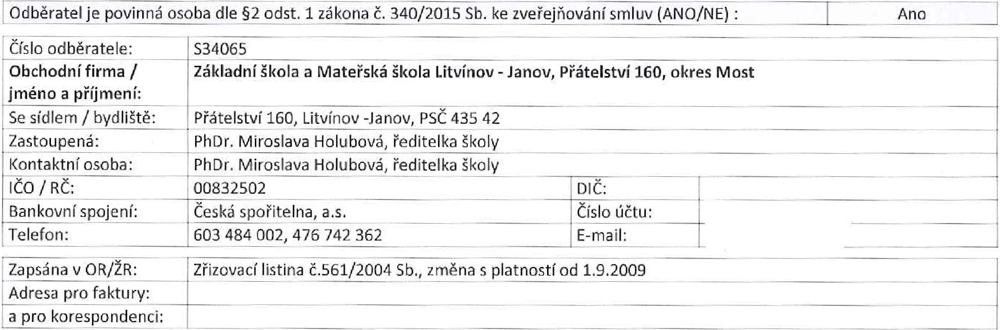 Odběratel je povinná osoba dle §2 odst. 1 zákona č. 340/2015 Sb. ke zveřejňování smluv (ANO/NE) : Ano
Číslo odběratele: S34065
Obchodní firma / Základní škola a Mateřská škola Litvínov - Janov, Přátelství 160, okres Most
jméno a příjmení:
Se sídlem / bydliště: Přátelství 160, Litvínov -Janov, PSČ 435 42
Zastoupená: PhDr. Miroslava Holubová, ředitelka školy
Kontaktní osoba: PhDr. Miroslava Holubová, ředitelka školy
IČO / RČ: 00832502 DIČ:
Bankovní spojení: Česká spořitelna, a.s. Číslo účtu:
Telefon: 603 484 002, 476 742 362 E-mail:
Zapsána v OR/ŽR: Zřizovací listina č.561/2004 Sb., změna s platností od 1.9.2009
Adresa pro faktury:
a pro korespondenci: